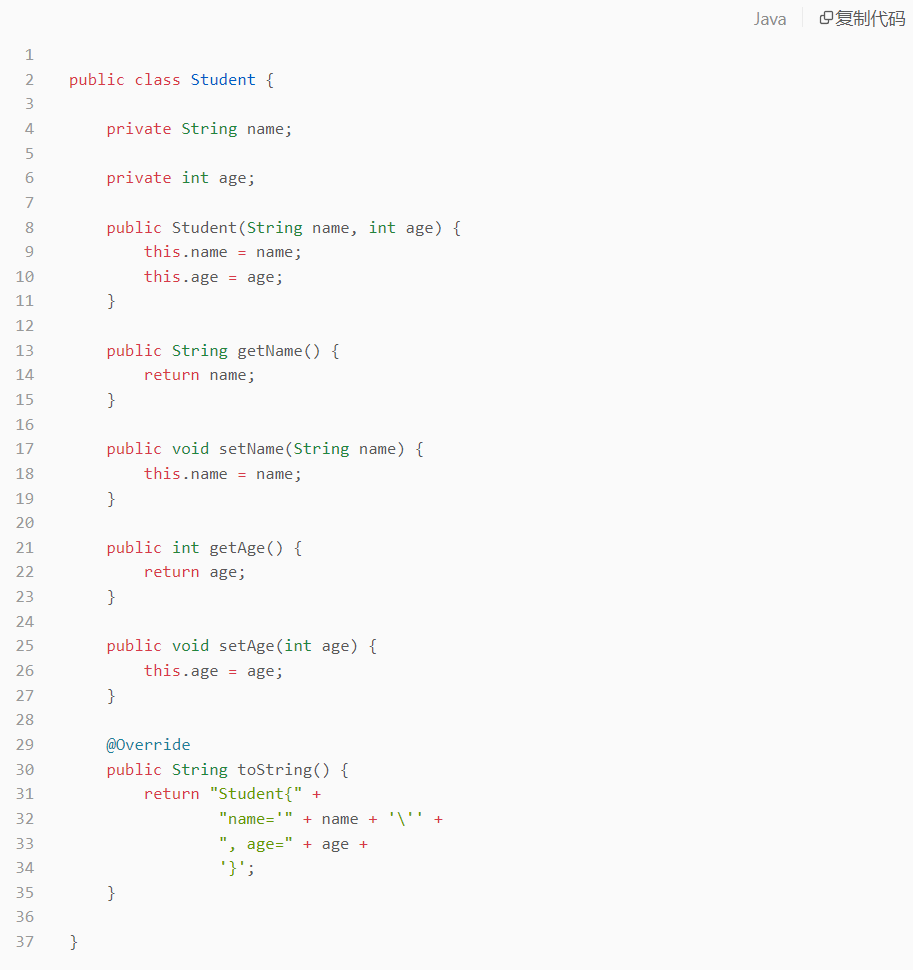 Java 复制代码
1
2 public class Student {
3
4     private String name;
5
6     private int age;
7
8     public Student(String name, int age) {
9         this.name = name;
10         this.age = age;
11     }
12
13     public String getName() {
14         return name;
15     }
16
17     public void setName(String name) {
18         this.name = name;
19     }
20
21     public int getAge() {
22         return age;
23     }
24
25     public void setAge(int age) {
26         this.age = age;
27     }
28
29     @Override
30     public String toString() {
31         return "Student{" +
32                 "name='" + name + '\'' +
33                 ", age=" + age +
34                 '}';
35     }
36
37 }